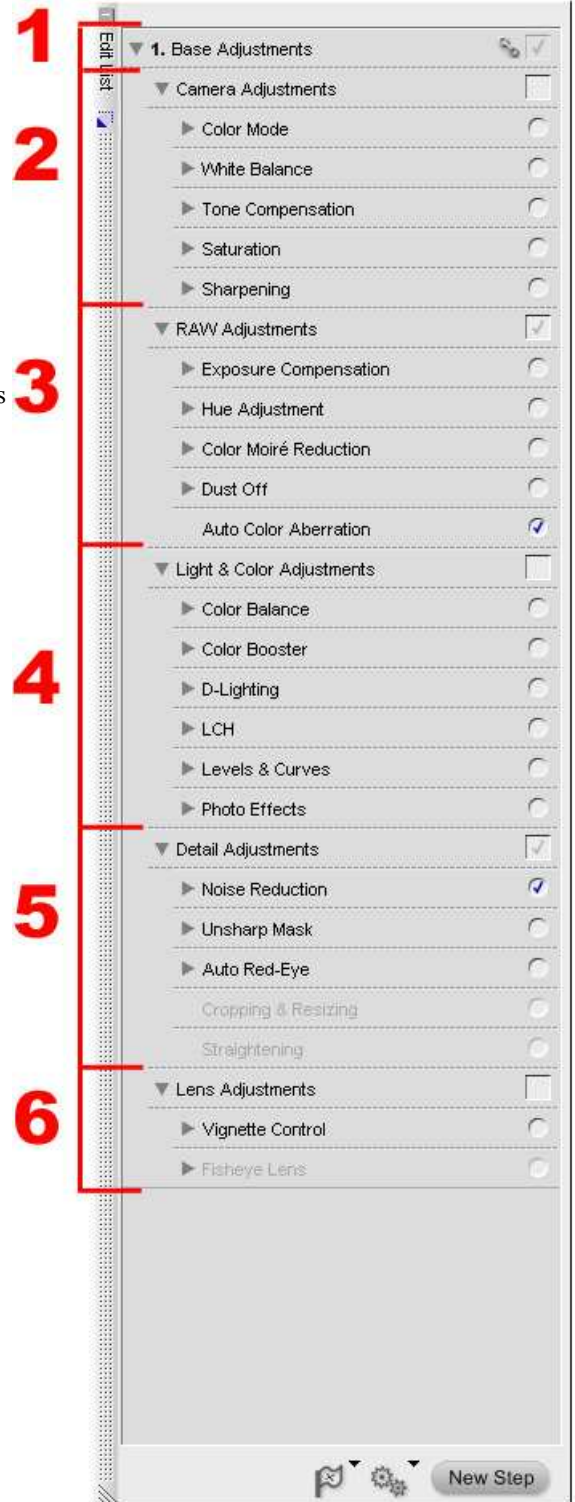 1
Edit List
1. Base Adjustments
2
Camera Adjustments
Color Mode
White Balance
Tone Compensation
Saturation
Sharpening
3
s
RAW Adjustments
Exposure Compensation
Hue Adjustment
Color Moiré Reduction
Dust Off
Auto Color Aberration
4
Light & Color Adjustments
Color Balance
Color Booster
D-Lighting
LCH
Levels & Curves
Photo Effects
5
Detail Adjustments
Noise Reduction
Unsharp Mask
Auto Red-Eye
Cropping & Resizing
Straightening
6
Lens Adjustments
Vignette Control
Fisheye Lens
New Step